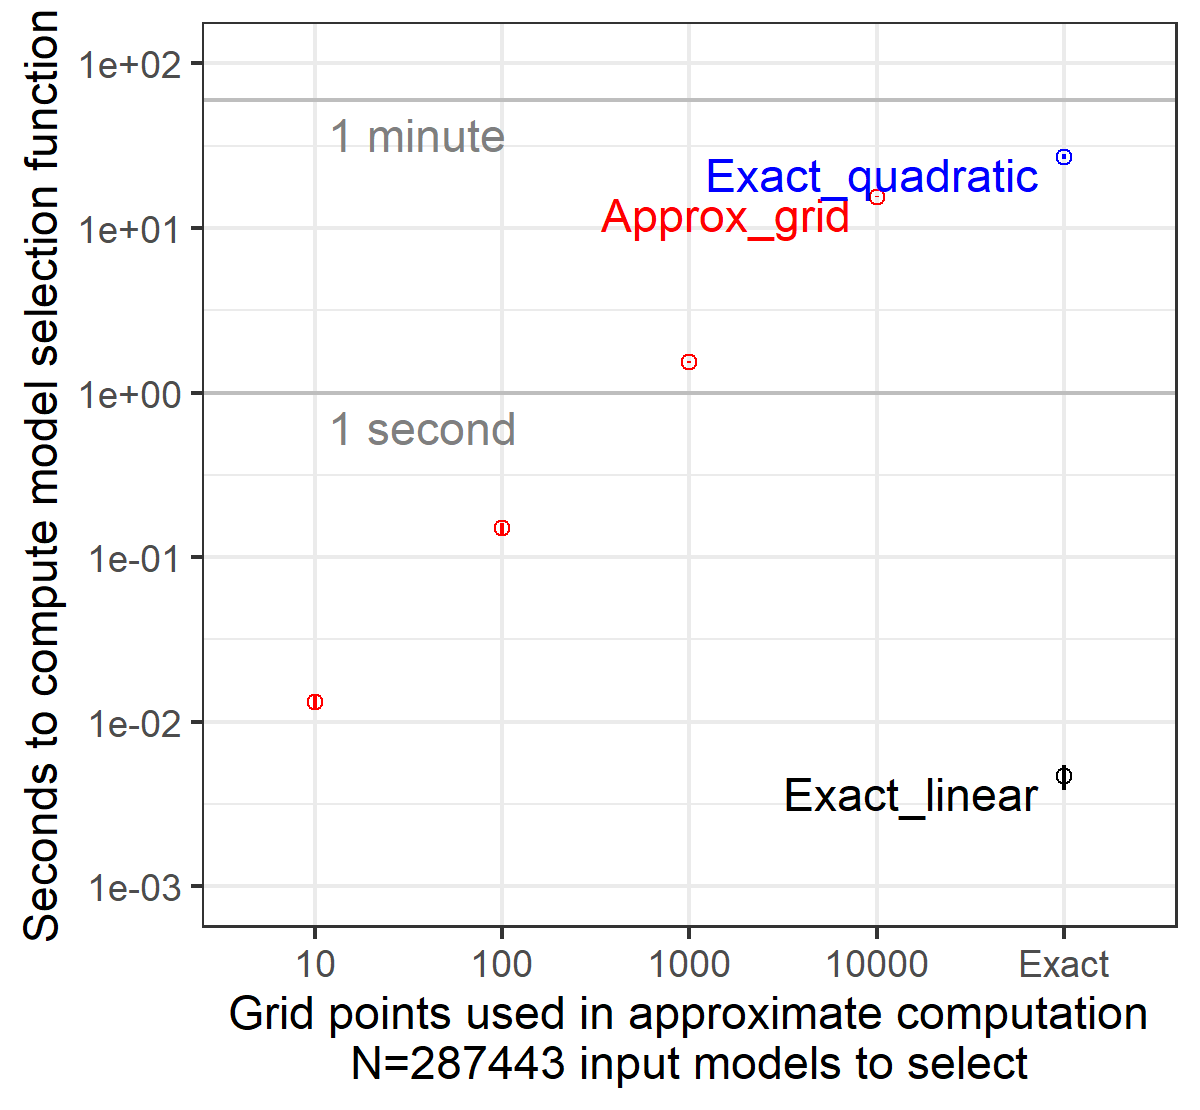 Seconds to compute model selection function
1e+02
1e+01
1e+00
1e-01
1e-02
1e-03
1 minute
Exact_quadratic
Approx_grid
1 second
Exact_linear
10
100
1000
10000
Exact
Grid points used in approximate computation
N=287443 input models to select